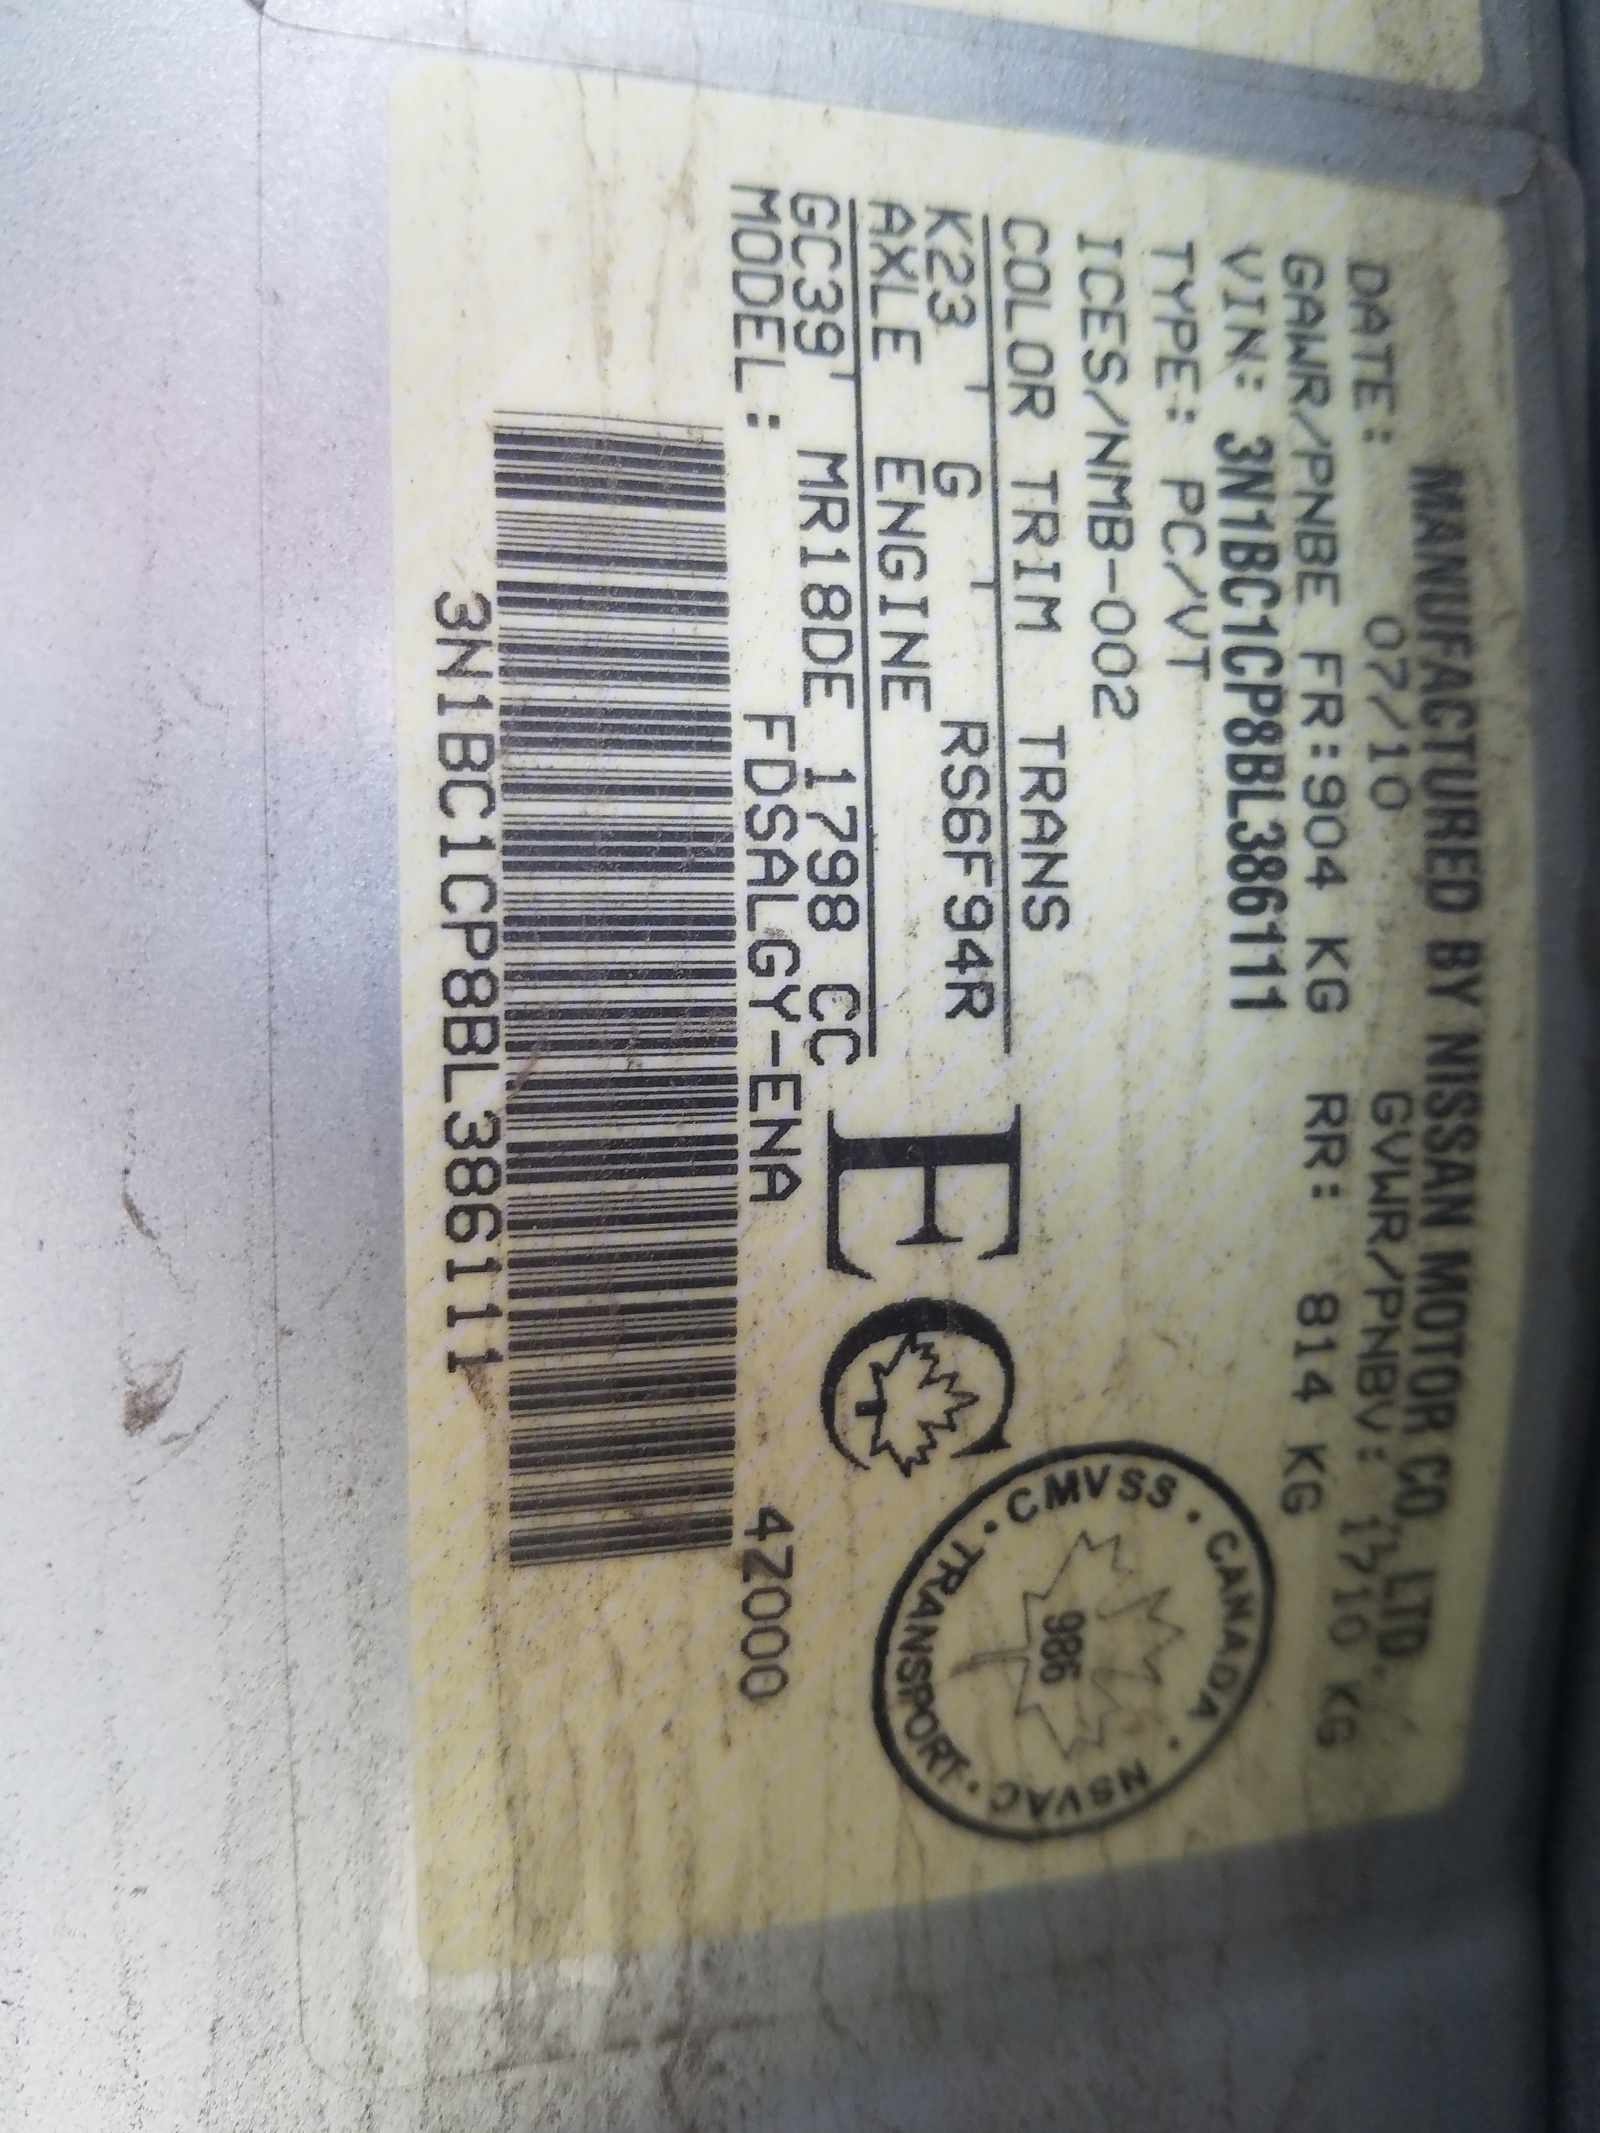 MANUFACTURED BY NISSAN MOTOR CO., LTD.
DATE: 07/10 GVWR/PNBV: 1710 KG
GAWR/PNBE FR:904 KG RR: 814 KG
VIN: 3N1BC1CP8BL386111
TYPE: PC/VT
ICES/NMB-002
COLOR TRIM TRANS
K23 G RS6F94R
AXLE ENGINE
GC39 MR18DE 1798 CC
MODEL: FDSALGY-ENA 4Z000
EC
CMVSS · CANADA · NSVAC · TRANSPORT ·
986
3N1BC1CP8BL386111